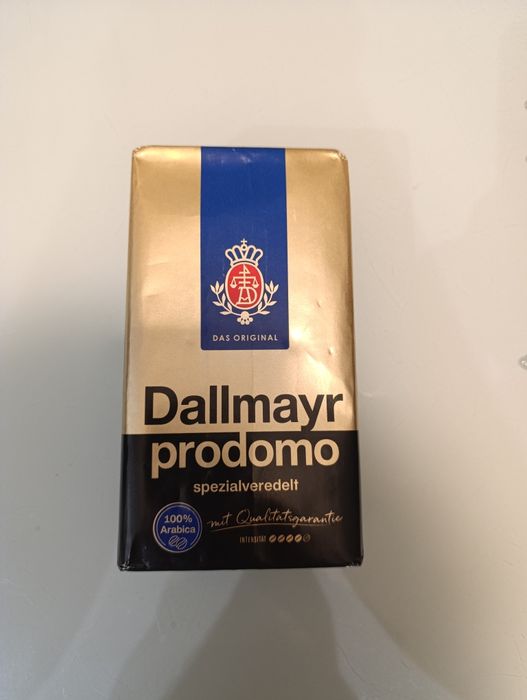 DAS ORIGINAL
Dallmayr
prodomo
spezialveredelt
100%
Arabica
mit Qualitätsgarantie
INTENSITÄT